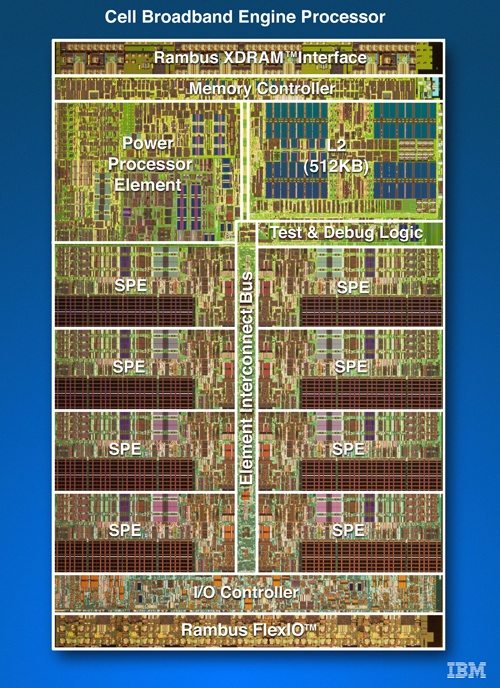 Cell Broadband Engine Processor
Rambus XDRAM™ Interface
Memory Controller
Power
Processor
Element
L2
(512KB)
Test & Debug Logic
Element Interconnect Bus
SPE
SPE
SPE
SPE
SPE
SPE
SPE
SPE
I/O Controller
Rambus FlexIO™
IBM